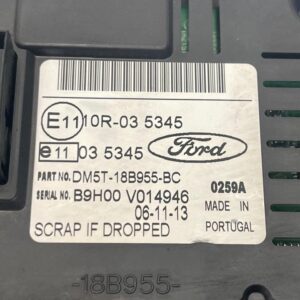 E11 10R-03 5345
e11 03 5345
Ford
PART NO. DM5T-18B955-BC
SERIAL NO. B9H00 V014946
0259A
06-11-13
MADE IN
PORTUGAL
SCRAP IF DROPPED
-18B955-